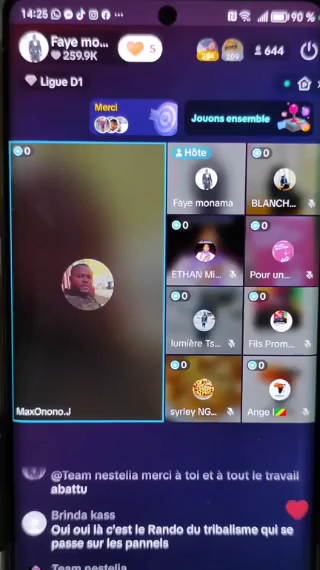 14:25
90 %
Faye mo...
259.9K
5
644
Ligue D1
Merci
Jouons ensemble
0
Hôte
0
Faye monama
BLANCH...
0
0
ETHAN Mi...
Pour un...
0
0
lumière Ts...
Fils Prom...
0
0
MaxOnono.J
syrley NG...
Ange I
@Team nestelia merci à toi et à tout le travail
abattu
Brinda kass
Oui oui là c'est le Rando du tribalisme qui se
passe sur les pannels
Team nestelia